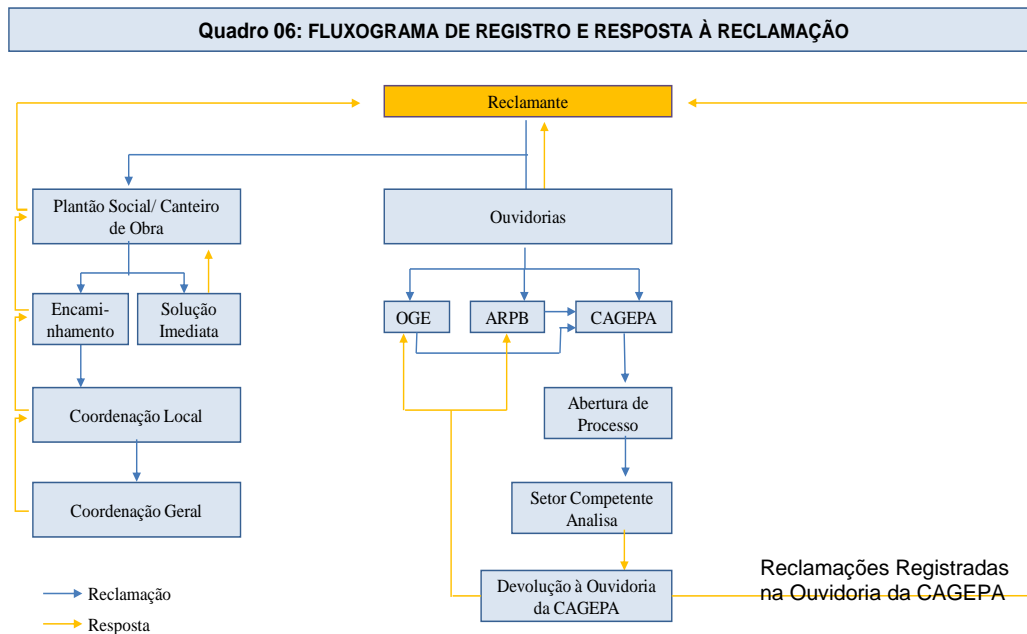 Quadro 06: FLUXOGRAMA DE REGISTRO E RESPOSTA À RECLAMAÇÃO
Reclamante
Plantão Social/ Canteiro
de Obra
Ouvidorias
Encami-
nhamento
Solução
Imediata
OGE
ARPB
CAGEPA
Coordenação Local
Abertura de
Processo
Coordenação Geral
Setor Competente
Analisa
Devolução à Ouvidoria
da CAGEPA
Reclamações Registradas
na Ouvidoria da CAGEPA
Reclamação
Resposta